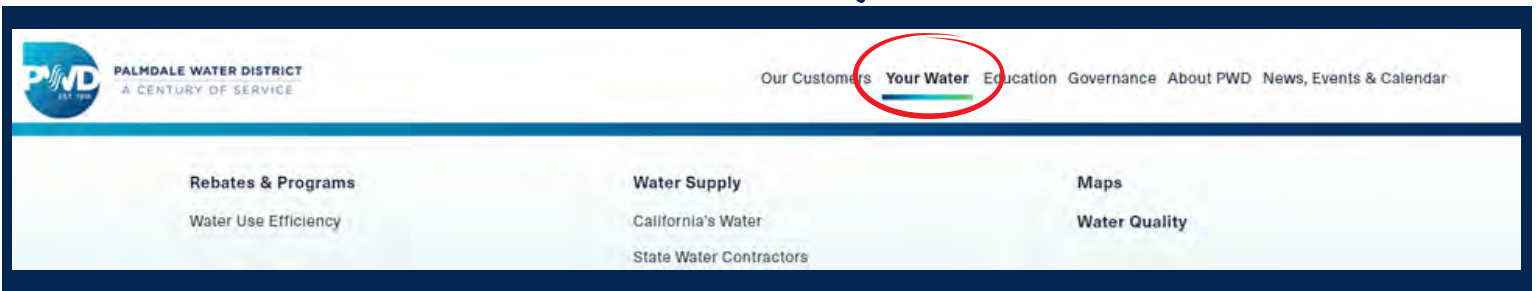 PWD
PALMDALE WATER DISTRICT
A CENTURY OF SERVICE
EST. 1918
Our Customers Your Water Education Governance About PWD News, Events & Calendar
Rebates & Programs
Water Use Efficiency
Water Supply
California's Water
State Water Contractors
Maps
Water Quality